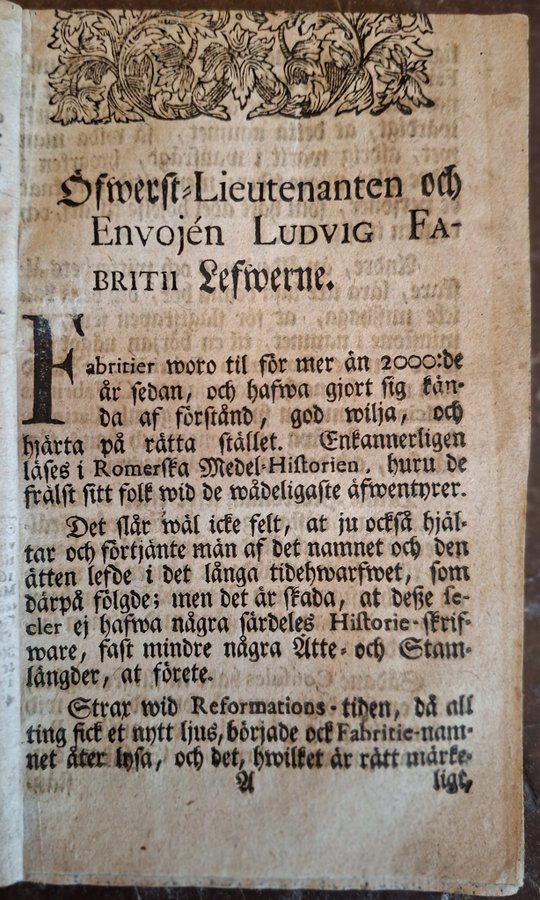 Öfwerst-Lieutenanten och
Envojén LUDVIG FA-
BRITII Lefwerne.
Fabritier woro til för mer än 2000:de
år sedan, och hafwa gjort sig kän-
da af förstånd, god wilja, och
hjärta på rätta stället. Enkannerligen
läses i Romerska Medel-Historien, huru de
frälst sitt folk wid de wådeligaste äfwentyrer.
Det slår wäl icke felt, at ju också hjäl-
tar och förtjänte män af det namnet och den
ätten lefde i det långa tidehwarfwet, som
därpå fölgde; men det är skada, at desse se-
cler ej hafwa några särdeles Historie-skrif-
ware, fast mindre några Ätte- och Stam-
längder, at förete.
Strax wid Reformations-tiden, då all
ting fick et nytt ljus, började ock Fabritie-nam-
net åter lysa, och det, hwilket är rätt märke-
A ligt,